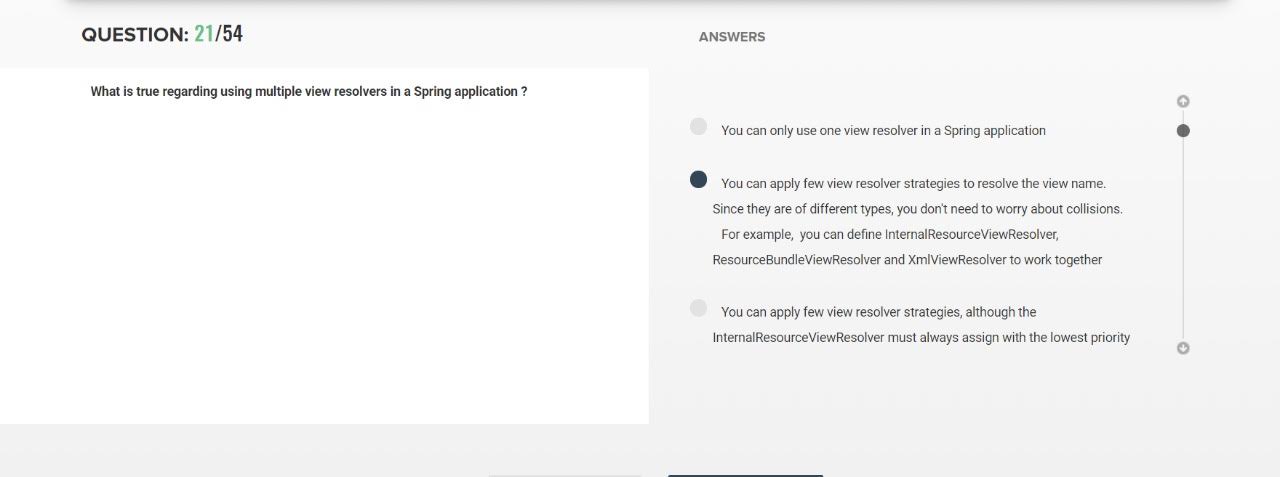 QUESTION: 21/54
ANSWERS
What is true regarding using multiple view resolvers in a Spring application ?
You can only use one view resolver in a Spring application
You can apply few view resolver strategies to resolve the view name.
Since they are of different types, you don't need to worry about collisions.
For example,  you can define InternalResourceViewResolver,
ResourceBundleViewResolver and XmlViewResolver to work together
You can apply few view resolver strategies, although the
InternalResourceViewResolver must always assign with the lowest priority